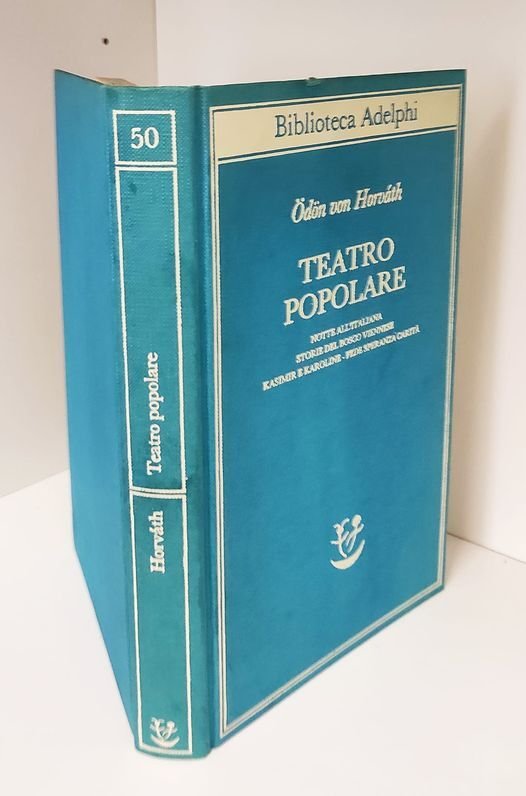 50
Teatro popolare
Horváth
Biblioteca Adelphi
Ödön von Horváth
TEATRO
POPOLARE
NOTTE ALL'ITALIANA
STORIE DEL BOSCO VIENNESE
KASIMIR E KAROLINE - FEDE SPERANZA CARITÀ